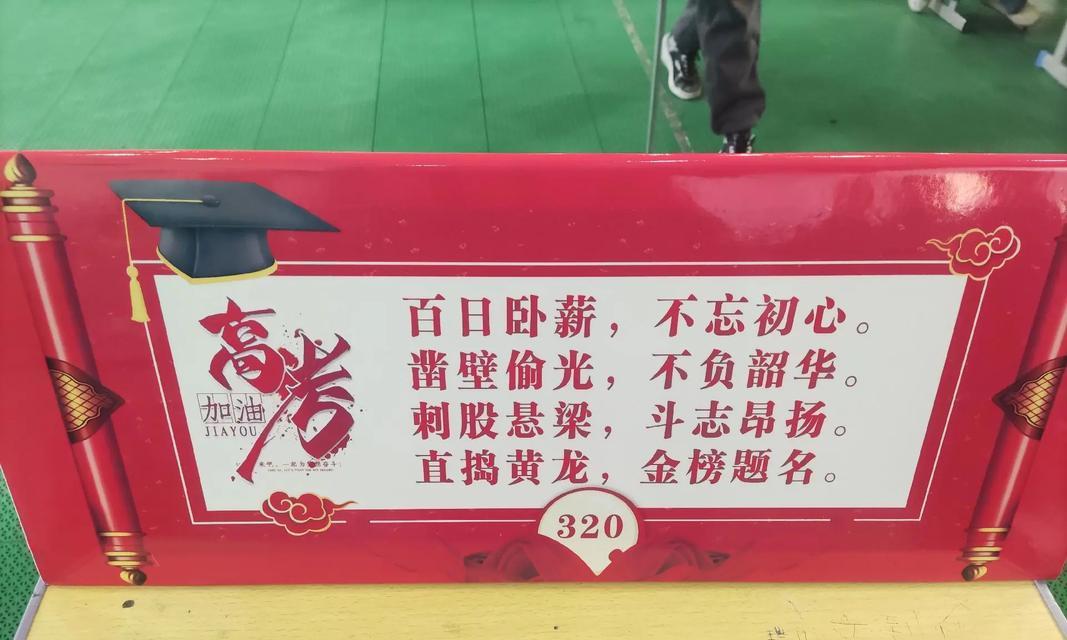 高考
加油
JIAYOU
百日卧薪，不忘初心。
凿壁偷光，不负韶华。
刺股悬梁，斗志昂扬。
直捣黄龙，金榜题名。
320